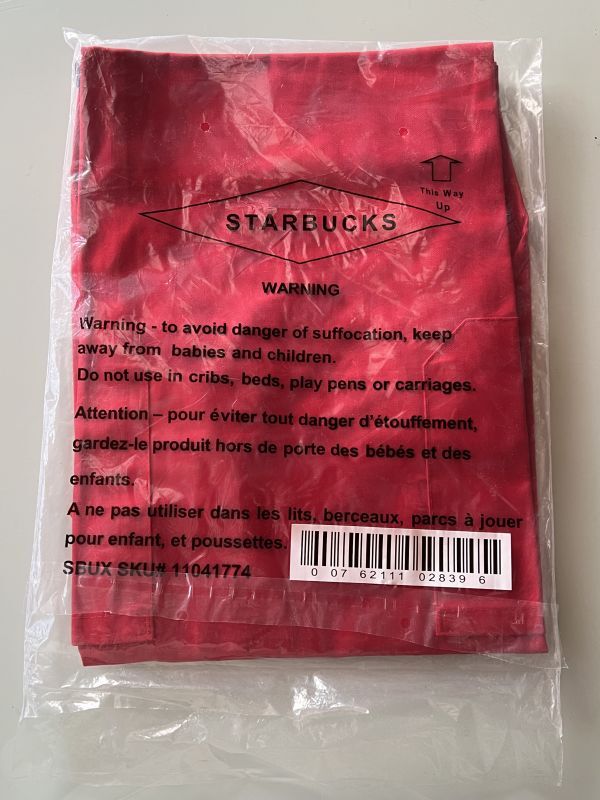 This Way
Up
STARBUCKS
WARNING
Warning - to avoid danger of suffocation, keep
away from babies and children.
Do not use in cribs, beds, play pens or carriages.
Attention – pour éviter tout danger d'étouffement,
gardez-le produit hors de porte des bébés et des
enfants.
A ne pas utiliser dans les lits, berceaux, parcs à jouer
pour enfant, et poussettes.
SBUX SKU# 11041774
0 07 62111 02839 6